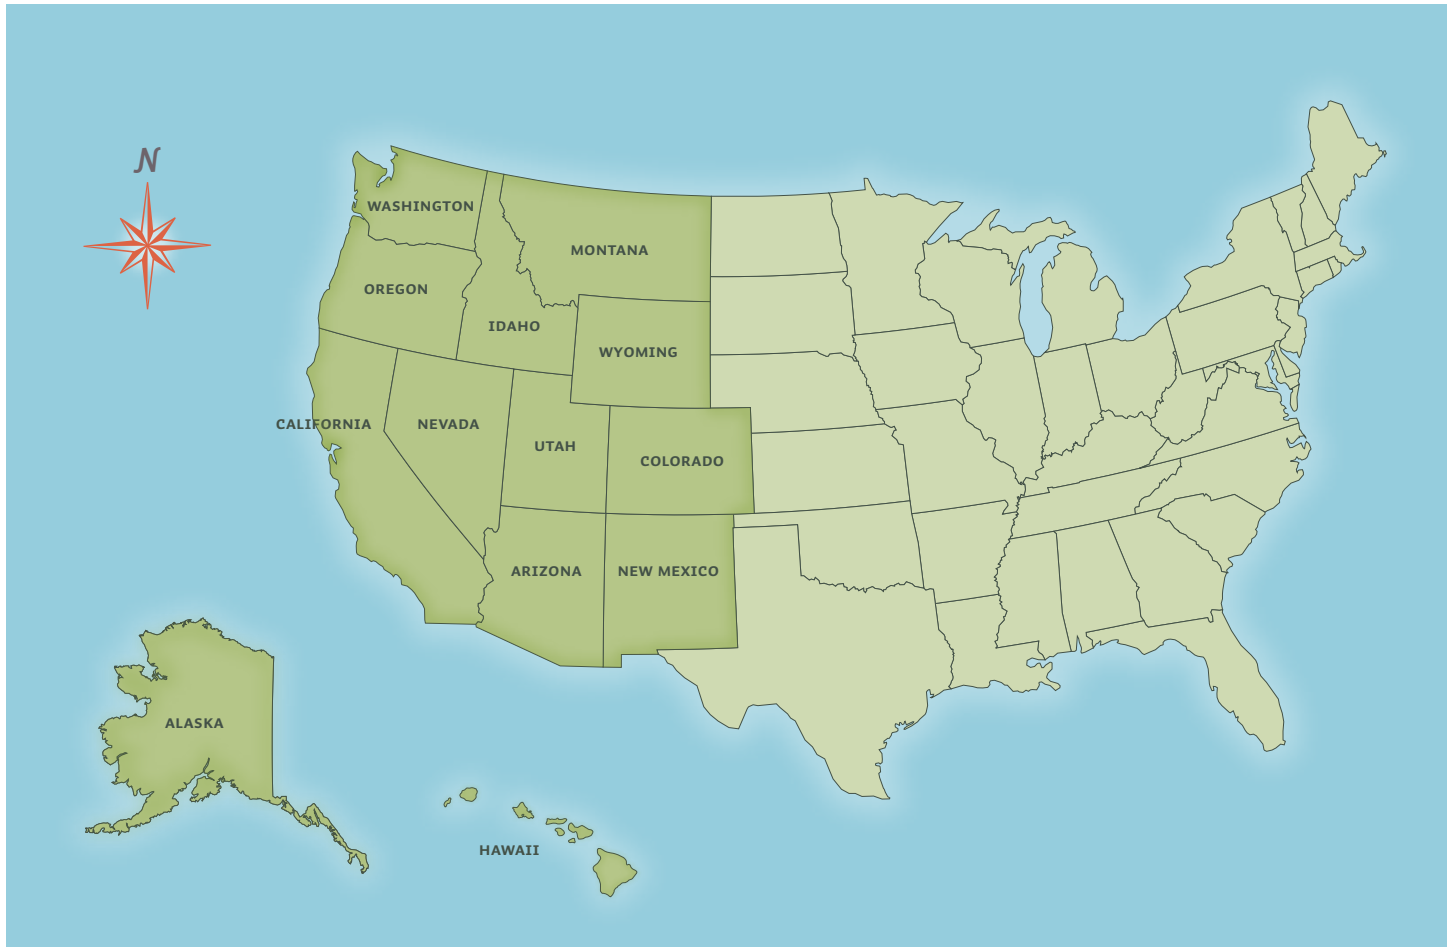 N
WASHINGTON
MONTANA
OREGON
IDAHO
WYOMING
CALIFORNIA
NEVADA
UTAH
COLORADO
ARIZONA
NEW MEXICO
ALASKA
HAWAII